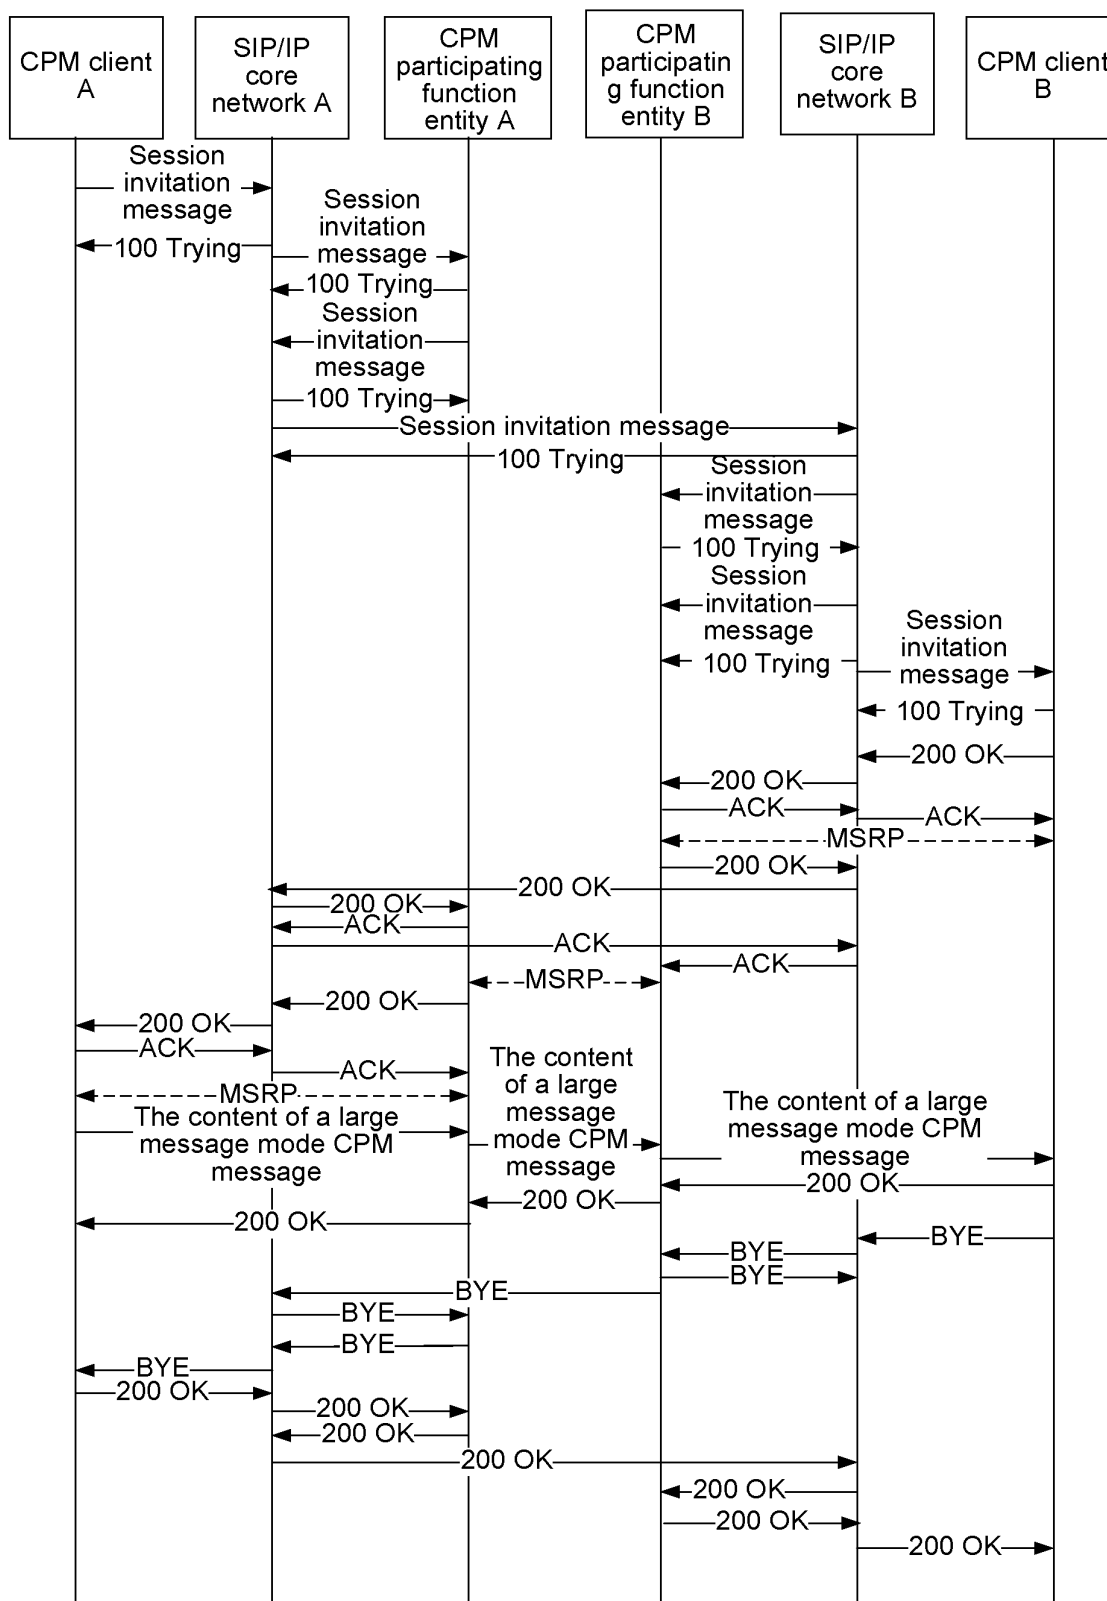 CPM client
A
SIP/IP
core
network A
CPM
participating
function
entity A
CPM
participatin
g function
entity B
SIP/IP
core
network B
CPM client
B
Session
invitation
message
100 Trying
Session
invitation
message
100 Trying
Session
invitation
message
100 Trying
Session invitation message
100 Trying
Session
invitation
message
100 Trying
Session
invitation
message
100 Trying
Session
invitation
message
100 Trying
200 OK
200 OK
ACK
ACK
MSRP
200 OK
200 OK
200 OK
ACK
ACK
ACK
MSRP
200 OK
200 OK
ACK
ACK
MSRP
The content of a large
message mode CPM
message
The content
of a large
message
mode CPM
message
The content of a large
message mode CPM
message
200 OK
200 OK
200 OK
BYE
BYE
BYE
BYE
BYE
BYE
BYE
200 OK
200 OK
200 OK
200 OK
200 OK
200 OK
200 OK